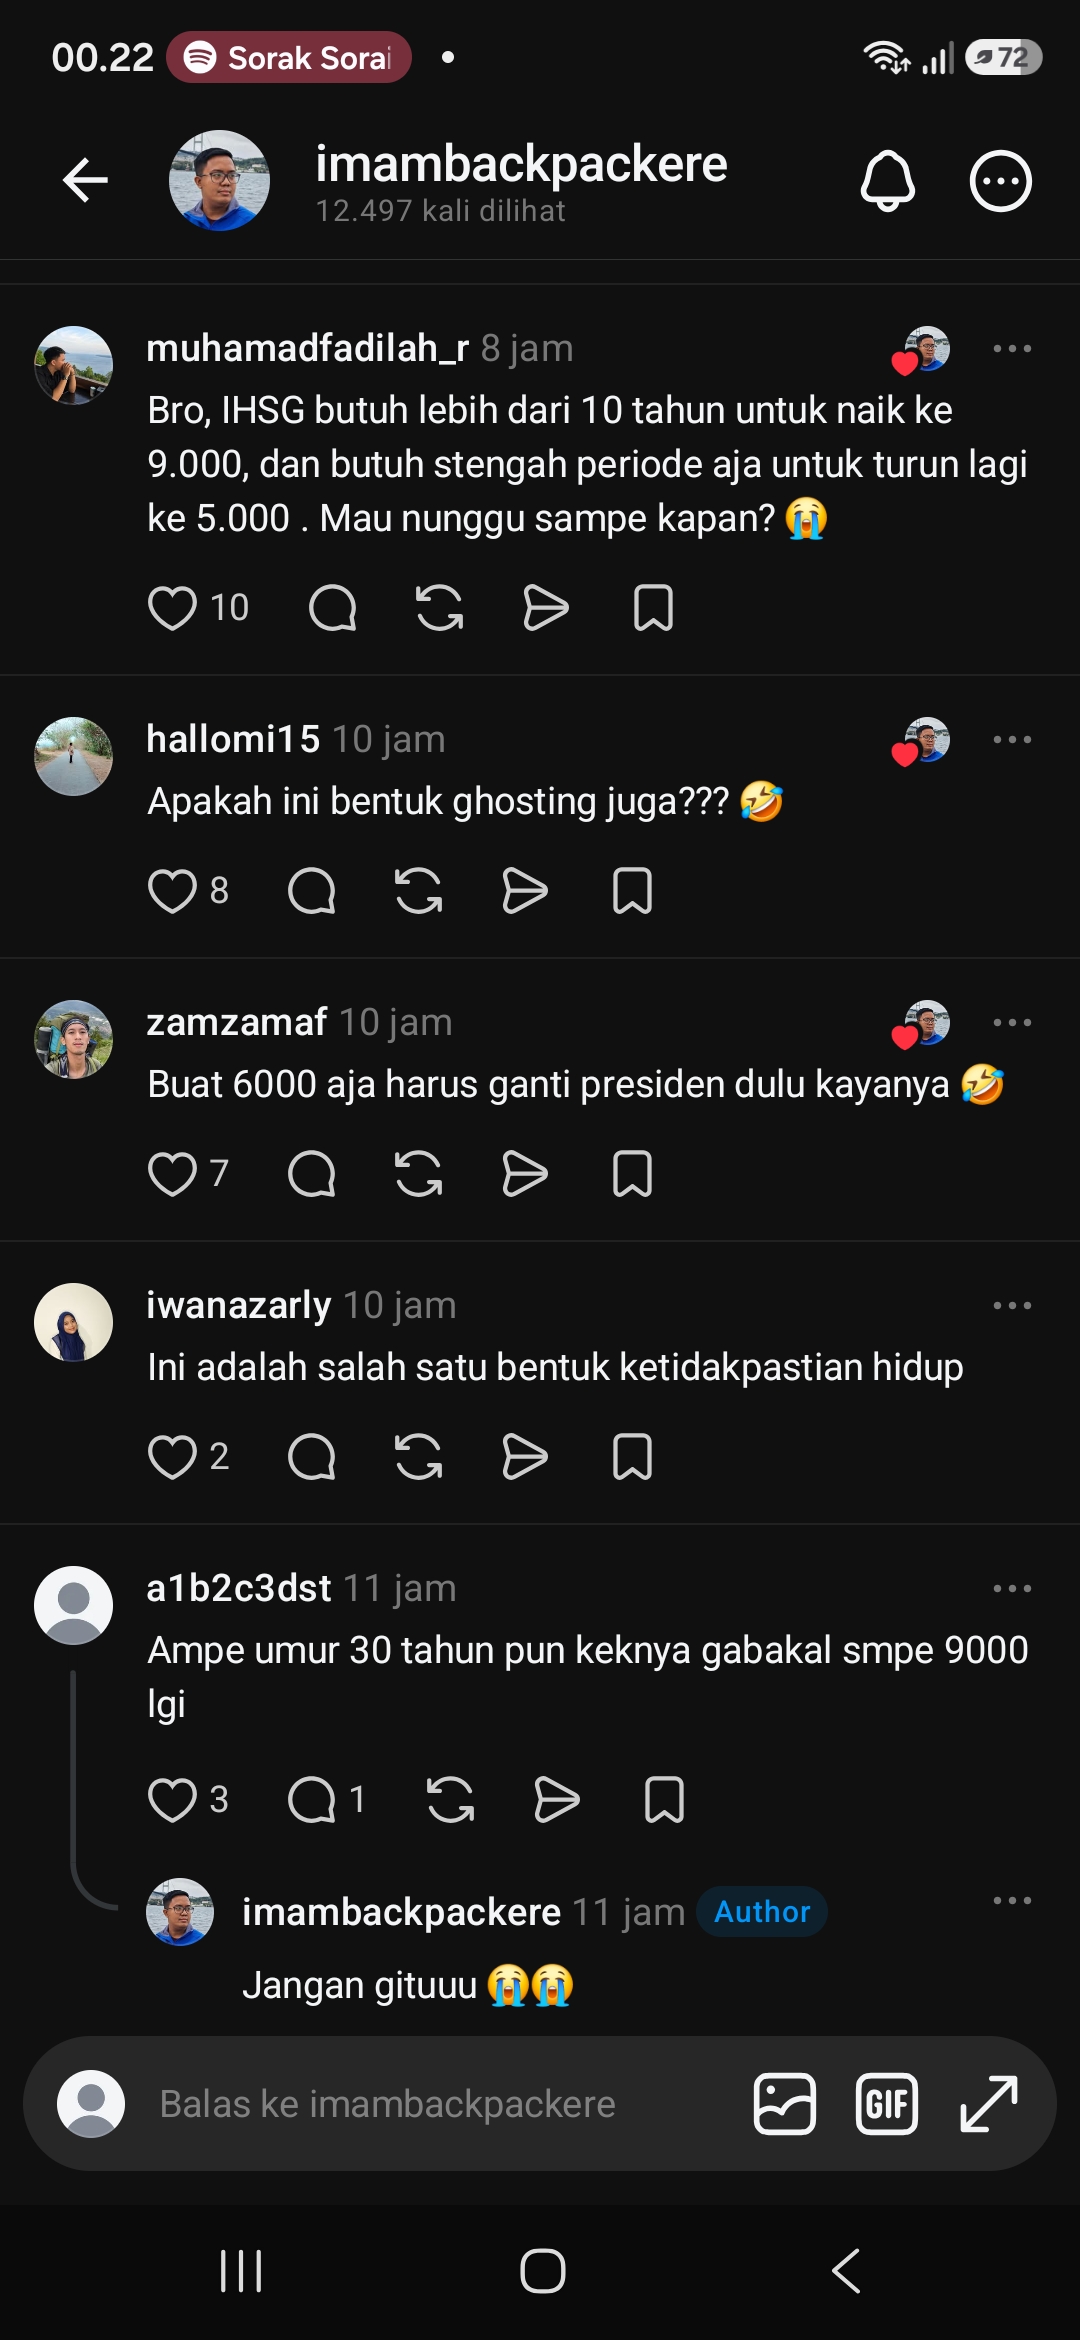 00.22 Sorak Sorai 72
imambackpackere
12.497 kali dilihat
muhamadfadilah_r 8 jam
Bro, IHSG butuh lebih dari 10 tahun untuk naik ke
9.000, dan butuh stengah periode aja untuk turun lagi
ke 5.000 . Mau nunggu sampe kapan? 😭
10
hallomi15 10 jam
Apakah ini bentuk ghosting juga??? 🤣
8
zamzamaf 10 jam
Buat 6000 aja harus ganti presiden dulu kayanya 🤣
7
iwanazarly 10 jam
Ini adalah salah satu bentuk ketidakpastian hidup
2
a1b2c3dst 11 jam
Ampe umur 30 tahun pun keknya gabakal smpe 9000
lgi
3 1
imambackpackere 11 jam Author
Jangan gituuu 😭😭
Balas ke imambackpackere GIF